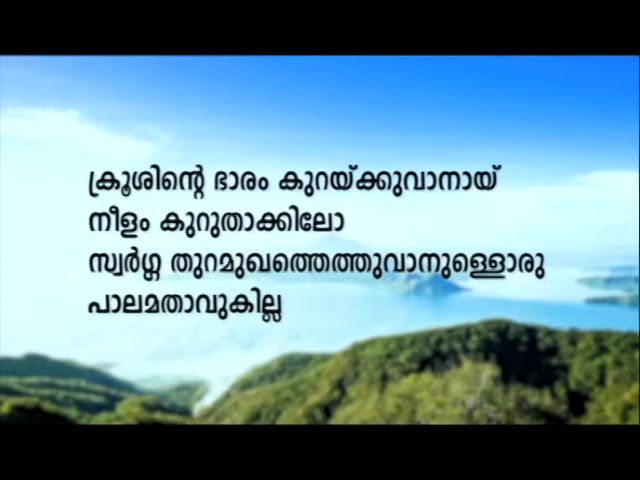 ക്രൂശിന്റെ ഭാരം കുറയ്ക്കുവാനായ്
നീളം കുറുതാക്കിലോ
സ്വർഗ്ഗ തുറമുഖത്തെത്തുവാനുള്ളൊരു
പാലമതാവുകില്ല